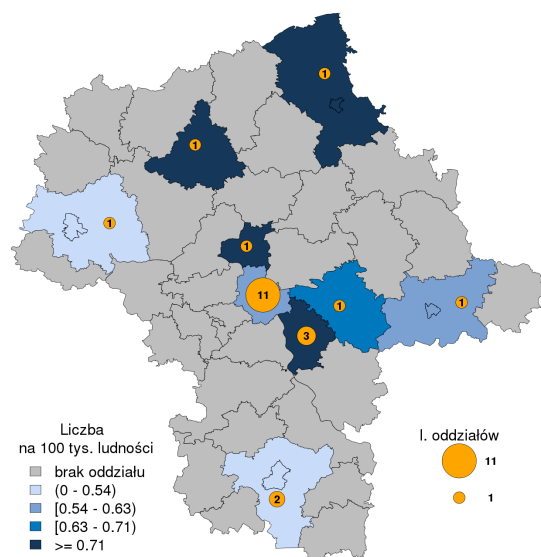 1
1
1
1
11
1
1
3
2
Liczba
na 100 tys. ludności
brak oddziału
(0 - 0.54)
[0.54 - 0.63)
[0.63 - 0.71)
>= 0.71
l. oddziałów
11
1